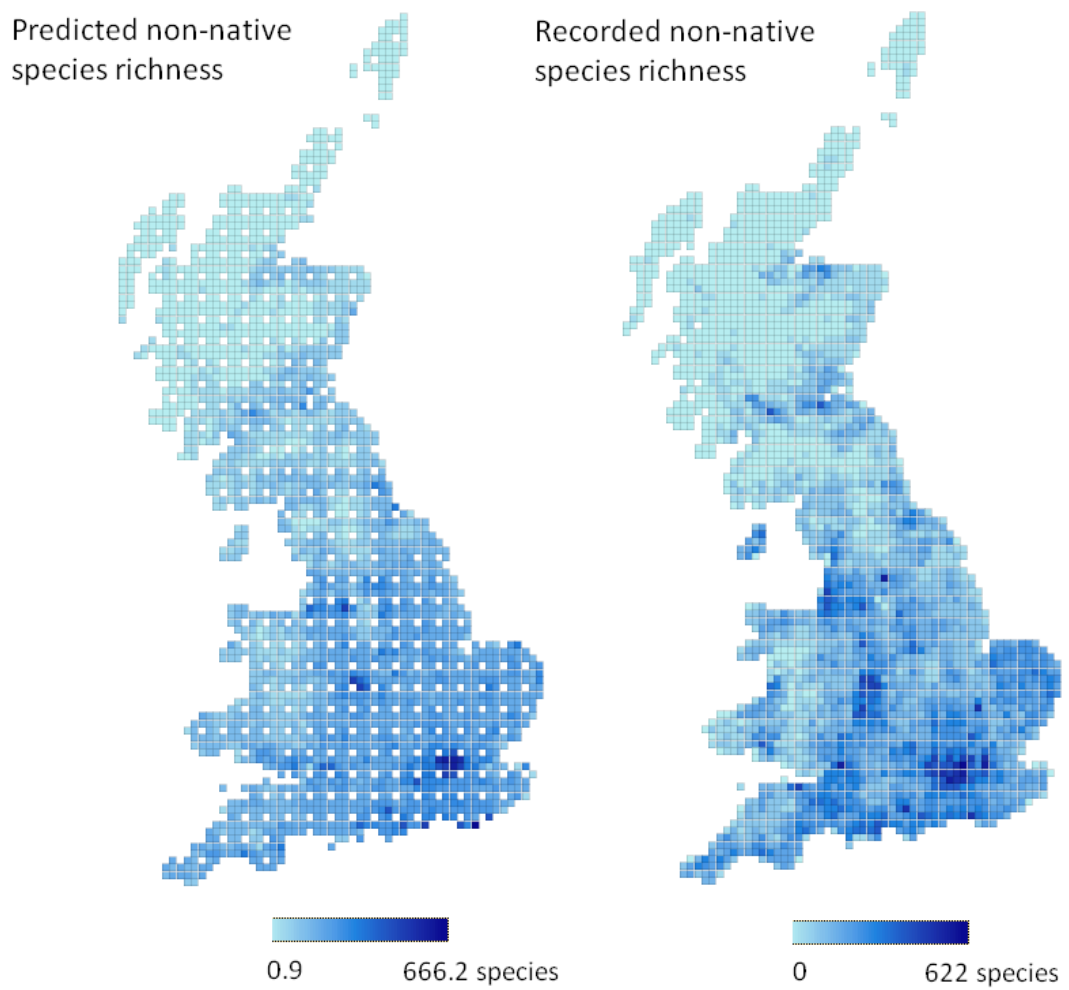 Predicted non-native
species richness
Recorded non-native
species richness
0.9
666.2 species
0
622 species